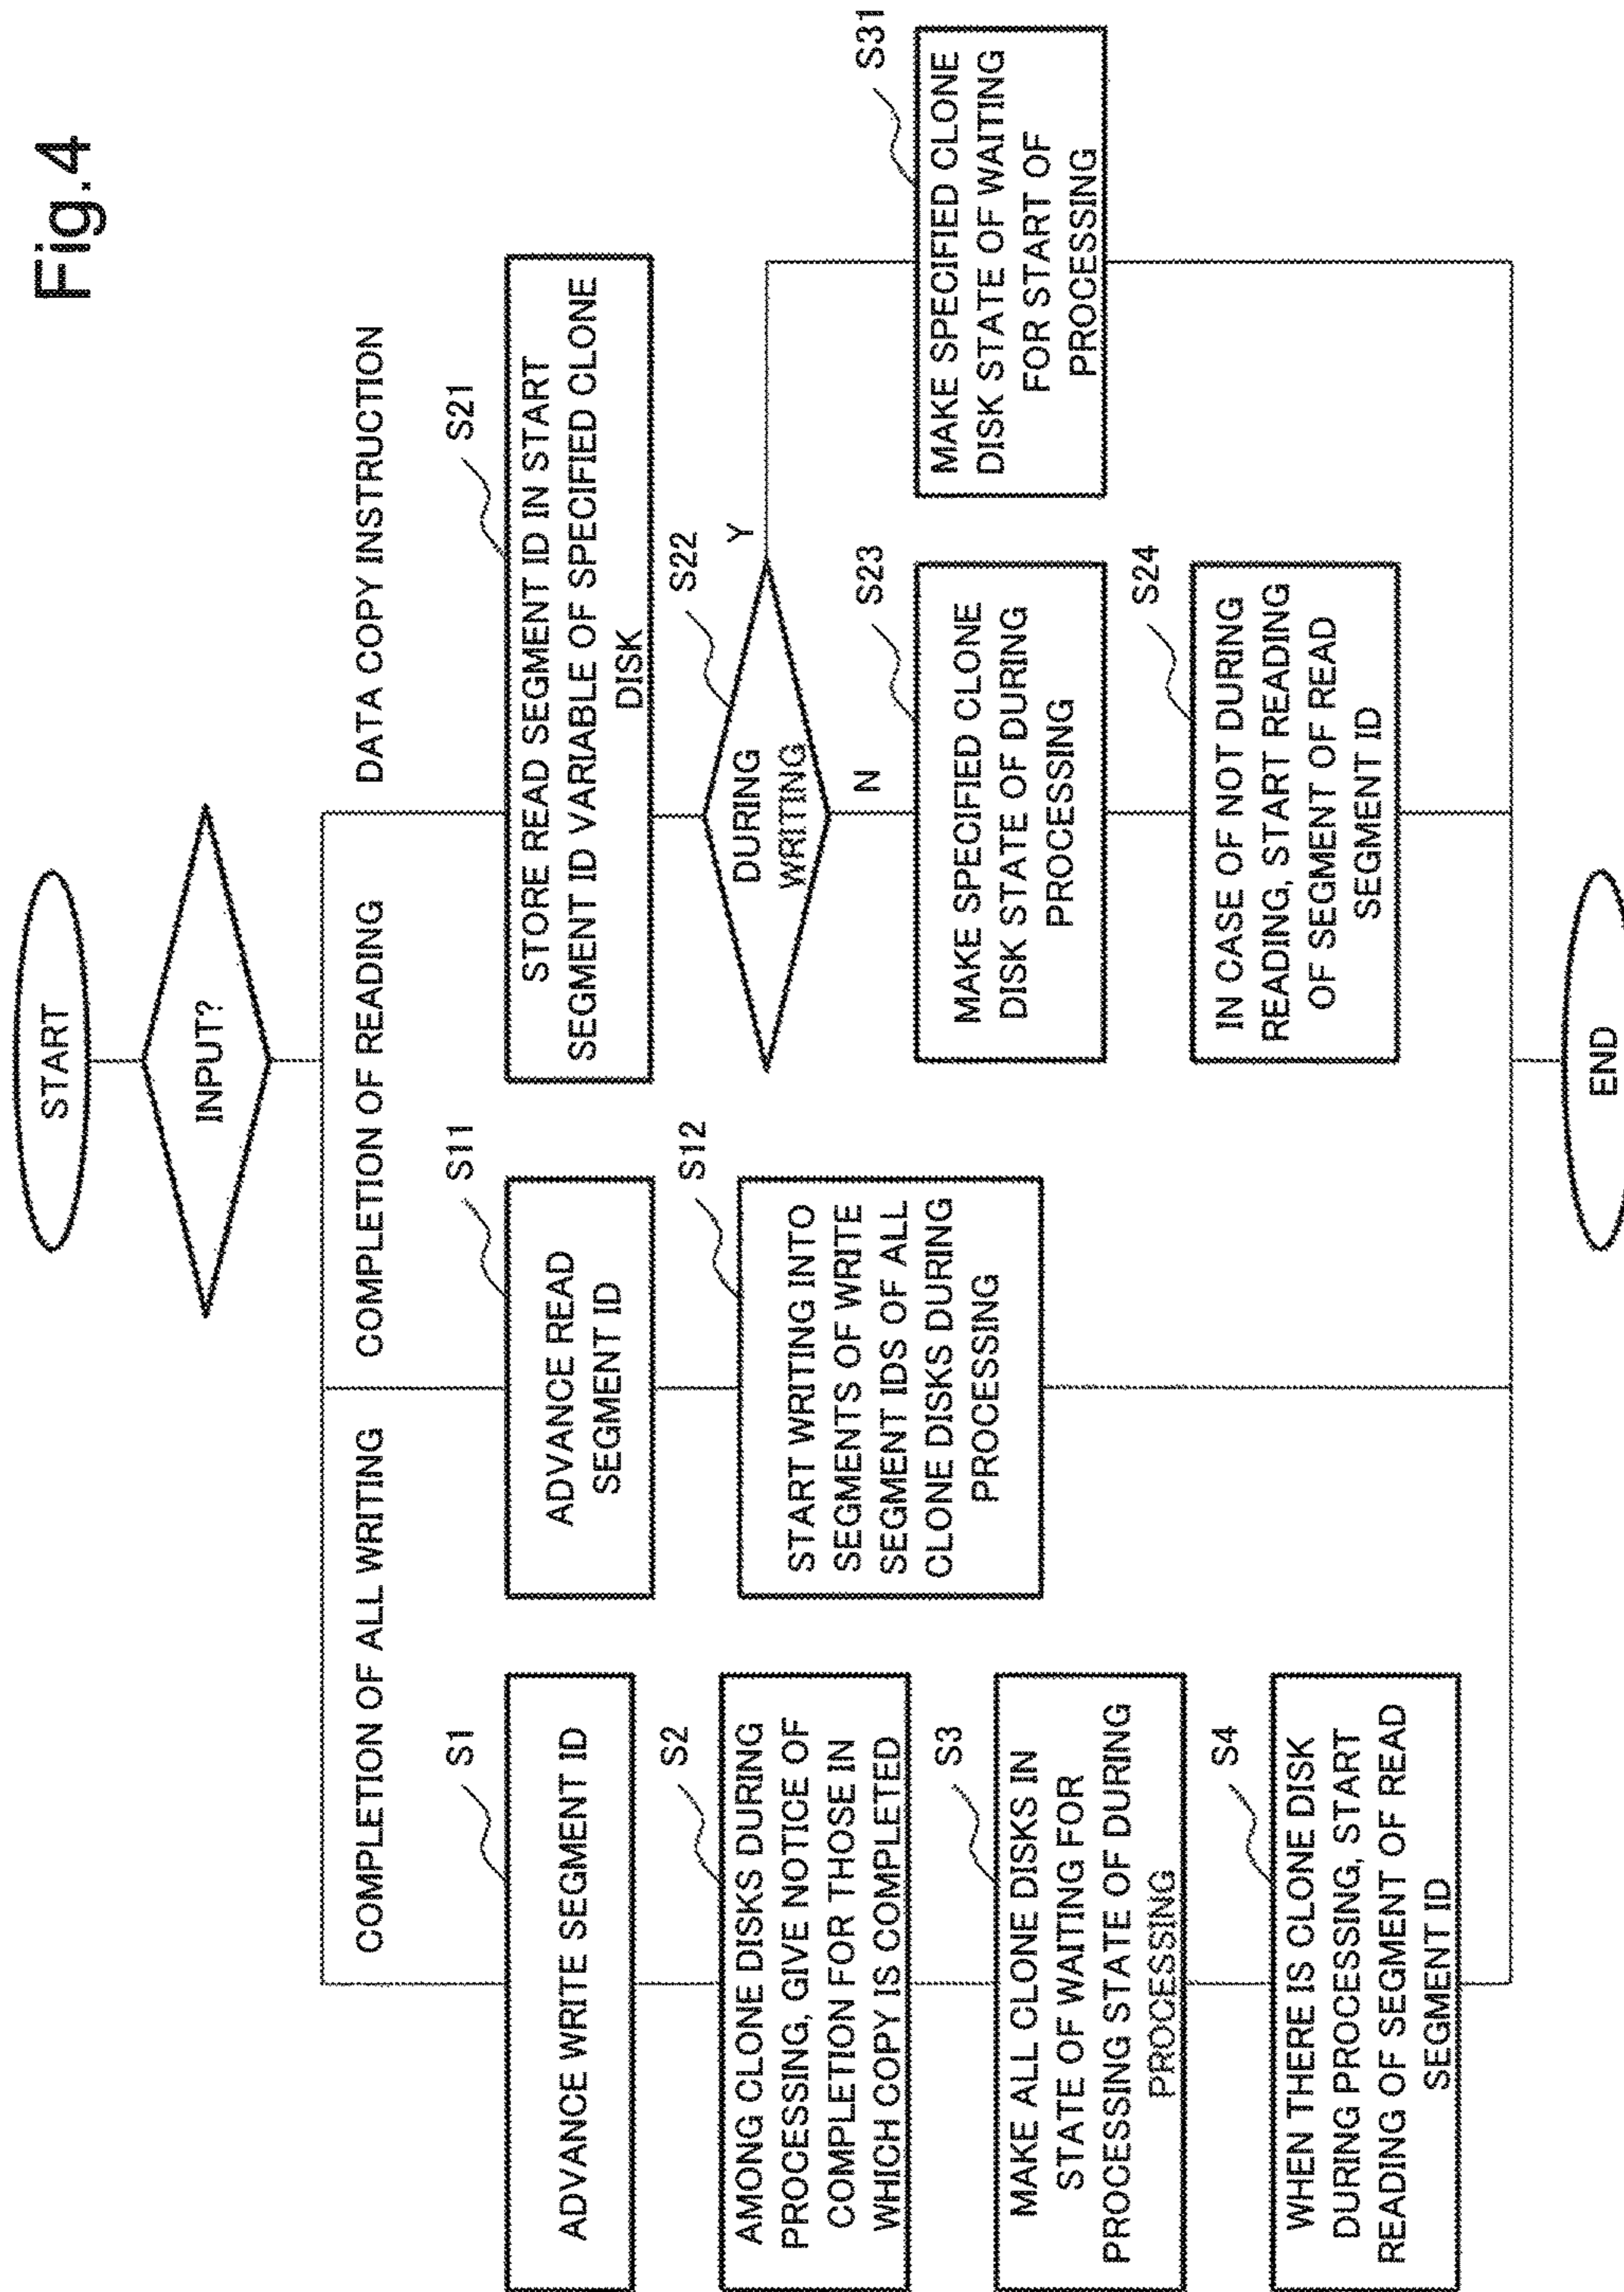 Fig.4
START
INPUT?
COMPLETION OF ALL WRITING
COMPLETION OF READING
DATA COPY INSTRUCTION
S1
ADVANCE WRITE SEGMENT ID
S2
AMONG CLONE DISKS DURING
PROCESSING, GIVE NOTICE OF
COMPLETION FOR THOSE IN
WHICH COPY IS COMPLETED
S3
MAKE ALL CLONE DISKS IN
STATE OF WAITING FOR
PROCESSING STATE OF DURING
PROCESSING
S4
WHEN THERE IS CLONE DISK
DURING PROCESSING, START
READING OF SEGMENT OF READ
SEGMENT ID
S11
ADVANCE READ
SEGMENT ID
S12
START WRITING INTO
SEGMENTS OF WRITE
SEGMENT IDS OF ALL
CLONE DISKS DURING
PROCESSING
S21
STORE READ SEGMENT ID IN START
SEGMENT ID VARIABLE OF SPECIFIED CLONE
DISK
S22
DURING
WRITING
Y
N
S23
MAKE SPECIFIED CLONE
DISK STATE OF DURING
PROCESSING
S24
IN CASE OF NOT DURING
READING, START READING
OF SEGMENT OF READ
SEGMENT ID
S31
MAKE SPECIFIED CLONE
DISK STATE OF WAITING
FOR START OF
PROCESSING
END